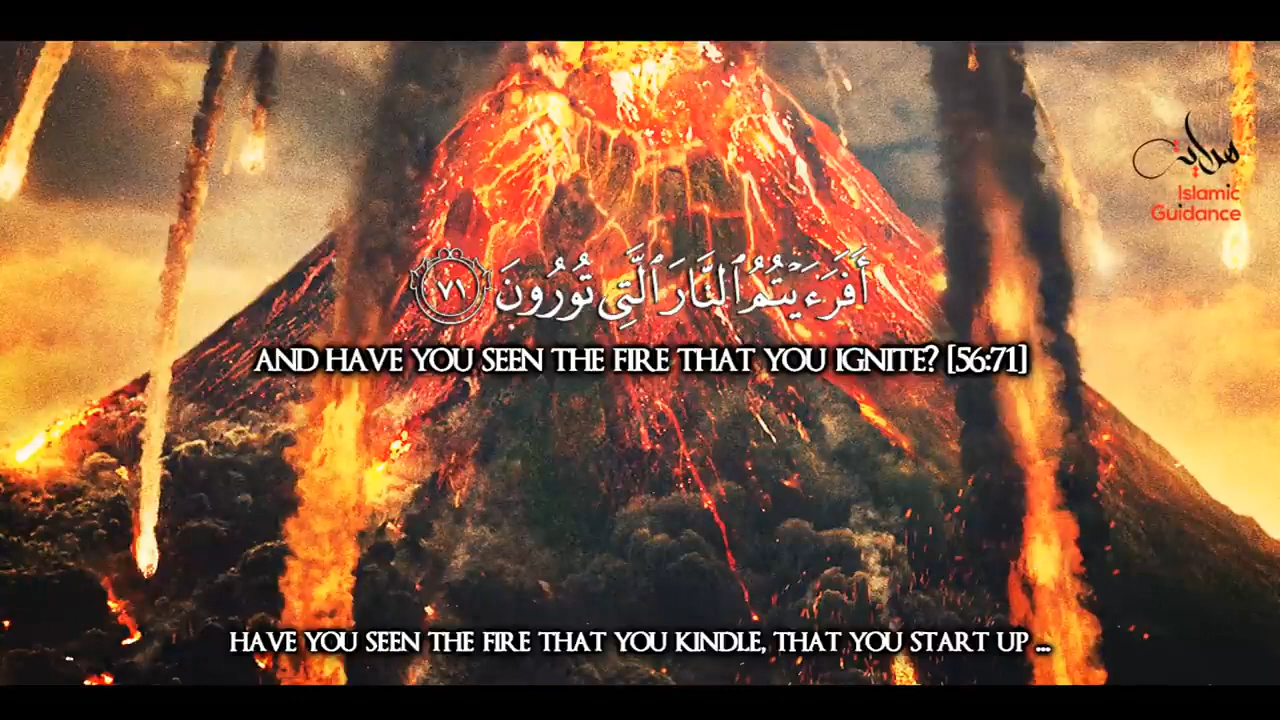 هداية
Islamic
Guidance
أَفَرَءَيْتُمُ ٱلنَّارَ ٱلَّتِى تُورُونَ ٧١
AND HAVE YOU SEEN THE FIRE THAT YOU IGNITE? [56:71]
HAVE YOU SEEN THE FIRE THAT YOU KINDLE, THAT YOU START UP ...